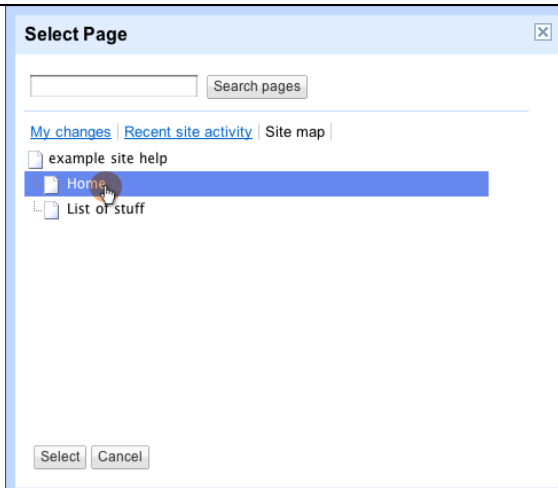 Select Page
Search pages
My changes Recent site activity Site map
example site help
Home
List of stuff
Select Cancel